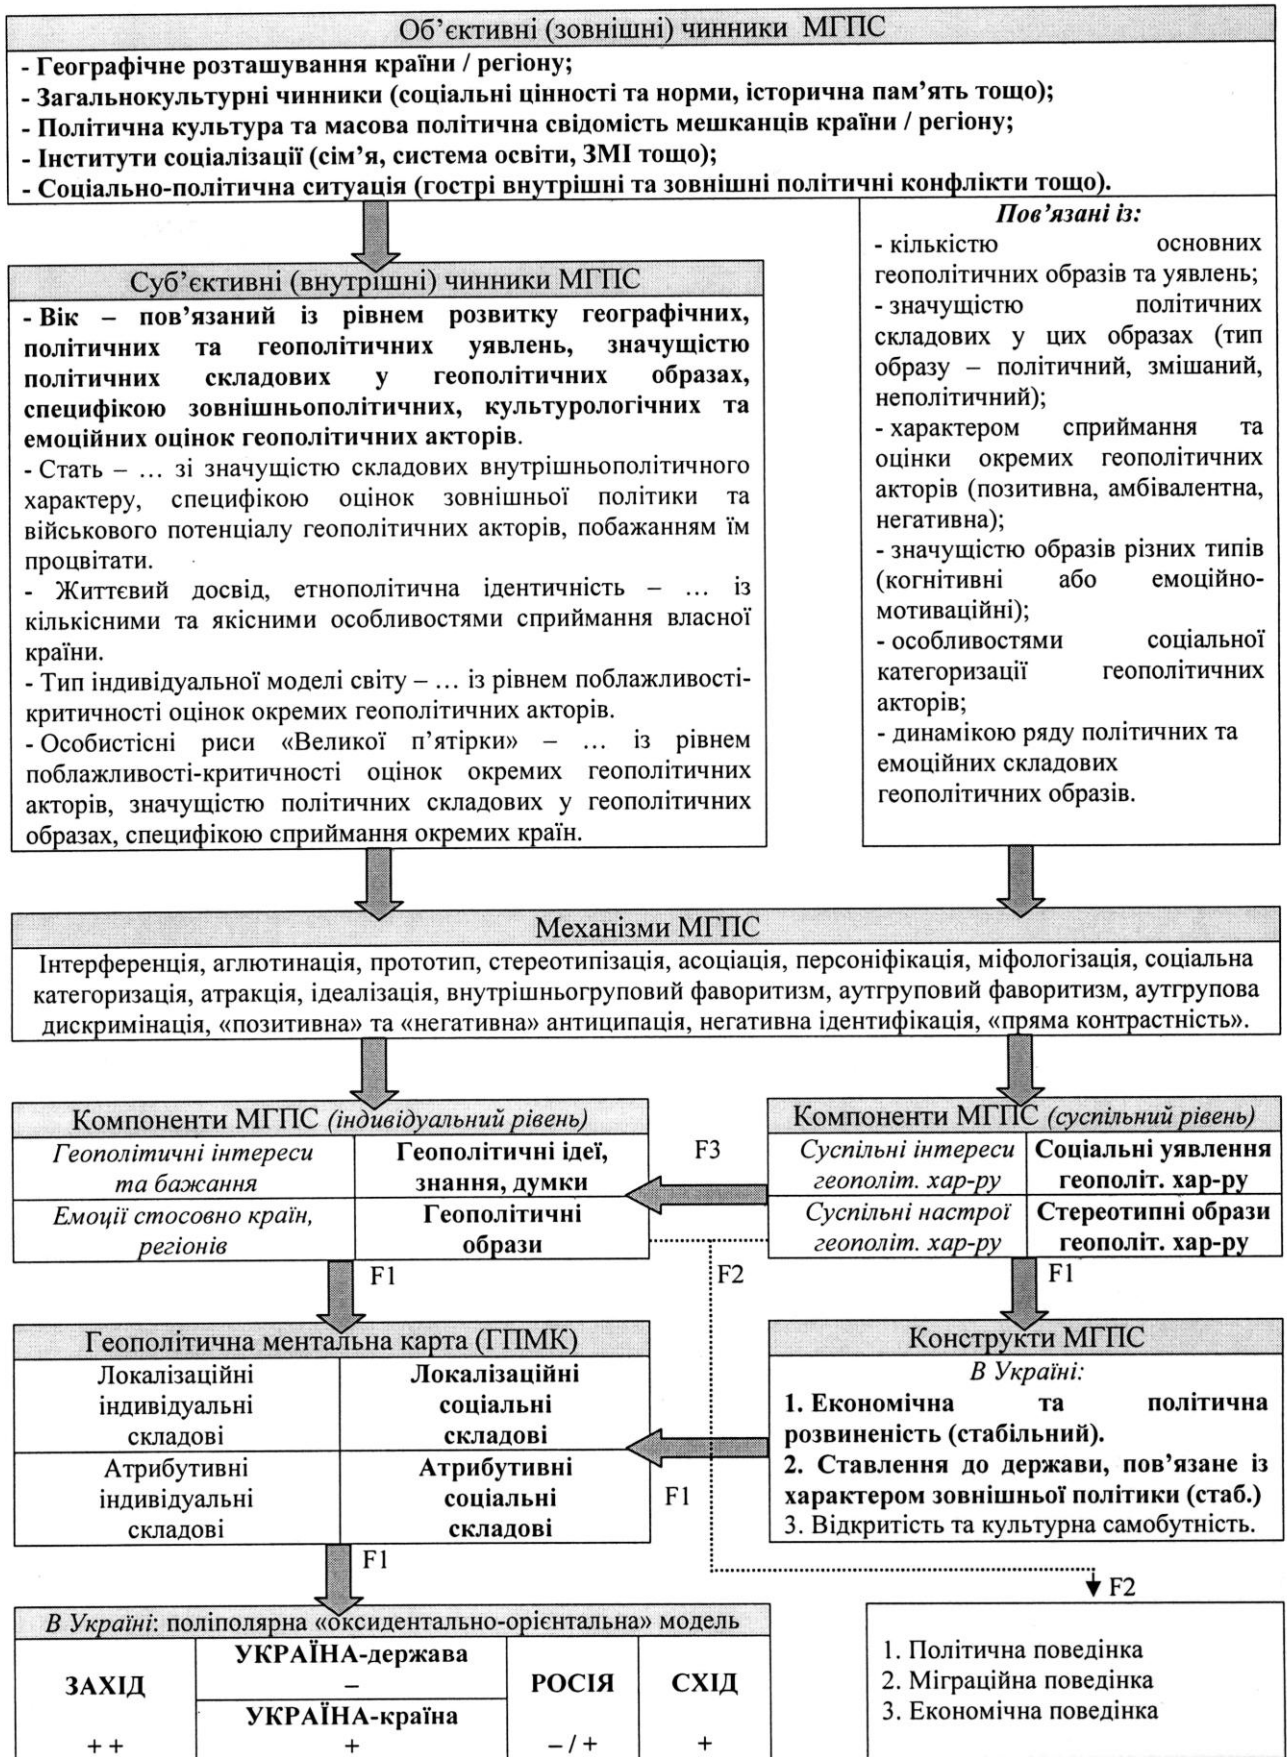 Об’єктивні (зовнішні) чинники МГПС
- Географічне розташування країни / регіону;
- Загальнокультурні чинники (соціальні цінності та норми, історична пам’ять тощо);
- Політична культура та масова політична свідомість мешканців країни / регіону;
- Інститути соціалізації (сім’я, система освіти, ЗМІ тощо);
- Соціально-політична ситуація (гострі внутрішні та зовнішні політичні конфлікти тощо).
Суб’єктивні (внутрішні) чинники МГПС
- Вік – пов’язаний із рівнем розвитку географічних,
політичних та геополітичних уявлень, значущістю
політичних складових у геополітичних образах,
специфікою зовнішньополітичних, культурологічних та
емоційних оцінок геополітичних акторів.
- Стать – … зі значущістю складових внутрішньополітичного
характеру, специфікою оцінок зовнішньої політики та
військового потенціалу геополітичних акторів, побажанням їм
процвітати.
- Життєвий досвід, етнополітична ідентичність – … із
кількісними та якісними особливостями сприймання власної
країни.
- Тип індивідуальної моделі світу – … із рівнем поблажливості-
критичності оцінок окремих геополітичних акторів.
- Особистісні риси «Великої п’ятірки» – … із рівнем
поблажливості-критичності оцінок окремих геополітичних
акторів, значущістю політичних складових у геополітичних
образах, специфікою сприймання окремих країн.
Пов’язані із:
- кількістю основних
геополітичних образів та уявлень;
- значущістю політичних
складових у цих образах (тип
образу – політичний, змішаний,
неполітичний);
- характером сприймання та
оцінки окремих геополітичних
акторів (позитивна, амбівалентна,
негативна);
- значущістю образів різних типів
(когнітивні або емоційно-
мотиваційні);
- особливостями соціальної
категоризації геополітичних
акторів;
- динамікою ряду політичних та
емоційних складових
геополітичних образів.
Механізми МГПС
Інтерференція, аглютинація, прототип, стереотипізація, асоціація, персоніфікація, міфологізація, соціальна
категоризація, атракція, ідеалізація, внутрішньогруповий фаворитизм, аутгруповий фаворитизм, аутгрупова
дискримінація, «позитивна» та «негативна» антиципація, негативна ідентифікація, «пряма контрастність».
Компоненти МГПС (індивідуальний рівень)
Геополітичні інтереси
та бажання
Геополітичні ідеї,
знання, думки
Емоції стосовно країн,
регіонів
Геополітичні
образи
F3
Компоненти МГПС (суспільний рівень)
Суспільні інтереси
геополіт. хар-ру
Соціальні уявлення
геополіт. хар-ру
Суспільні настрої
геополіт. хар-ру
Стереотипні образи
геополіт. хар-ру
F1
F2
F1
Геополітична ментальна карта (ГПМК)
Локалізаційні
індивідуальні
складові
Локалізаційні
соціальні
складові
Атрибутивні
індивідуальні
складові
Атрибутивні
соціальні
складові
F1
Конструкти МГПС
В Україні:
1. Економічна та політична
розвиненість (стабільний).
2. Ставлення до держави, пов’язане із
характером зовнішньої політики (стаб.)
3. Відкритість та культурна самобутність.
F1
F2
В Україні: поліполярна «оксидентально-орієнтальна» модель
ЗАХІД
+ +
УКРАЇНА-держава
–
УКРАЇНА-країна
+
РОСІЯ
– / +
СХІД
+
1. Політична поведінка
2. Міграційна поведінка
3. Економічна поведінка